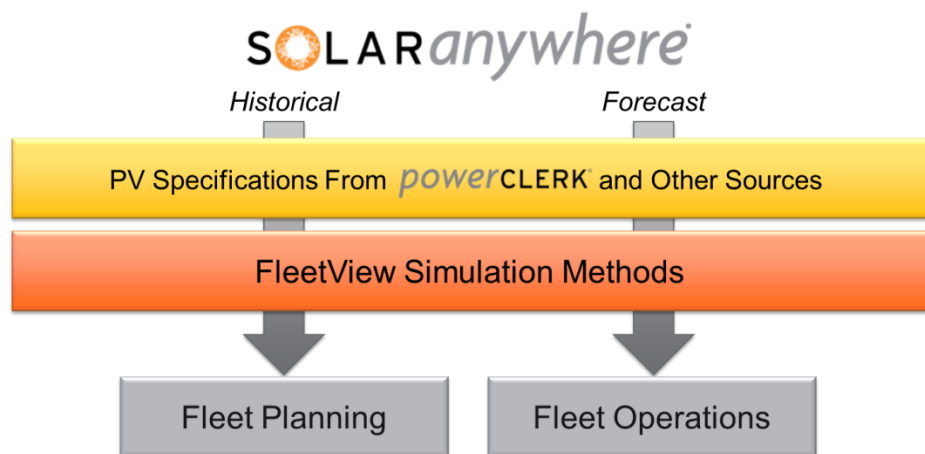 SOLARanywhere
Historical Forecast
PV Specifications From powerCLERK and Other Sources
FleetView Simulation Methods
Fleet Planning Fleet Operations